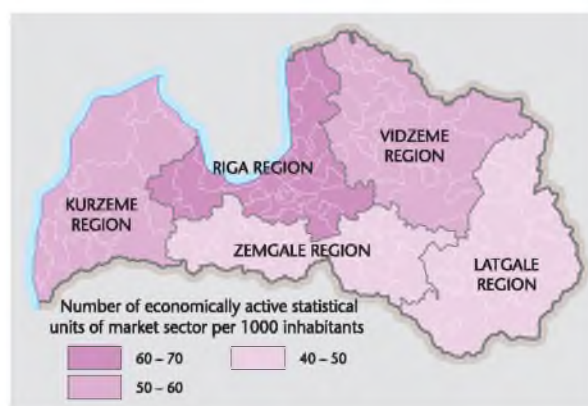 VIDZEME
REGION
RIGA REGION
KURZEME
REGION
ZEMGALE REGION
LATGALE
REGION
Number of economically active statistical
units of market sector per 1000 inhabitants
60 – 70
40 – 50
50 – 60